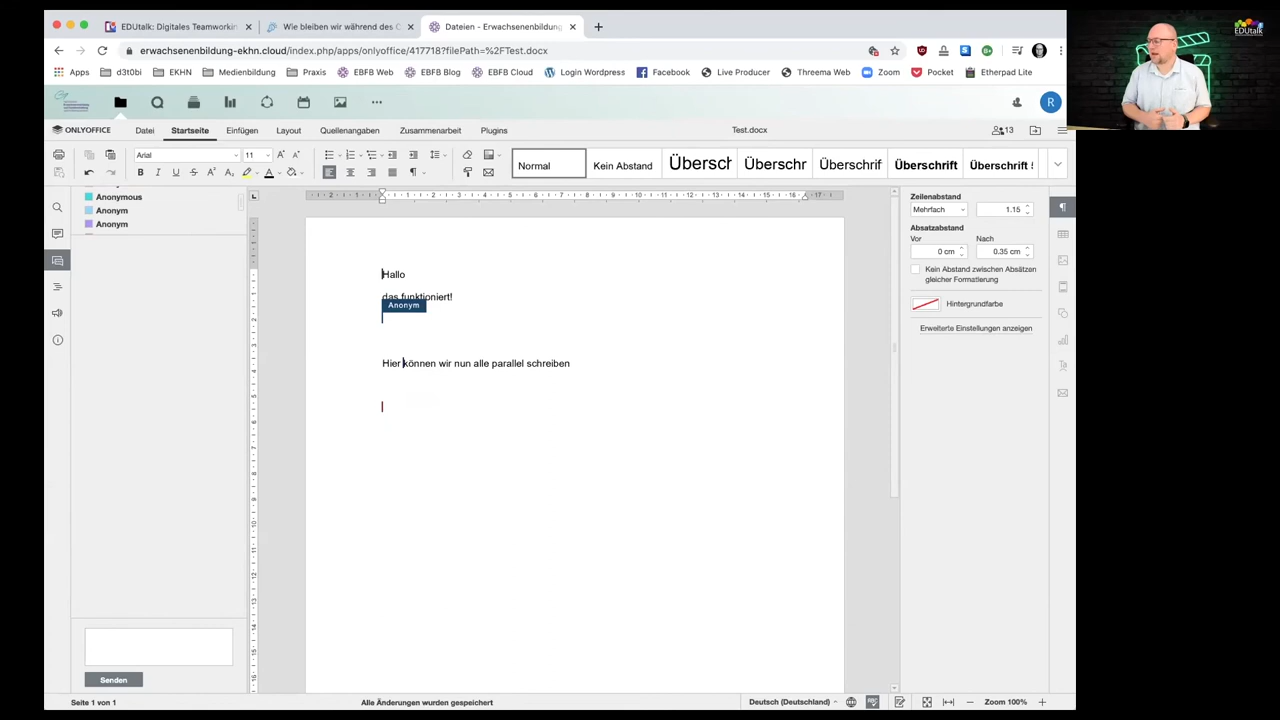 EDUtalk: Digitales Teamworkin
Wie bleiben wir während des C
Dateien - Erwachsenenbildung
erwachsenenbildung-ekhn.cloud/index.php/apps/onlyoffice/417718?filePath=%2FTest.docx
Apps
d3t0bi
EKHN
Medienbildung
Praxis
EBFB Web
EBFB Blog
EBFB Cloud
Login Wordpress
Facebook
Live Producer
Threema Web
Zoom
Pocket
Etherpad Lite
EDUtalk
R
ONLYOFFICE
Datei
Startseite
Einfügen
Layout
Quellenangaben
Zusammenarbeit
Plugins
Test.docx
13
Arial
11
Normal
Kein Abstand
Übersch
Überschr
Überschrif
Überschrift
Überschrift
Anonymous
Anonym
Anonym
Hallo
das funktioniert!
Anonym
Hier können wir nun alle parallel schreiben
Zeilenabstand
Mehrfach
1.15
Absatzabstand
Vor
Nach
0 cm
0.35 cm
Kein Abstand zwischen Absätzen
gleicher Formatierung
Hintergrundfarbe
Erweiterte Einstellungen anzeigen
Senden
Seite 1 von 1
Alle Änderungen wurden gespeichert
Deutsch (Deutschland)
Zoom 100%